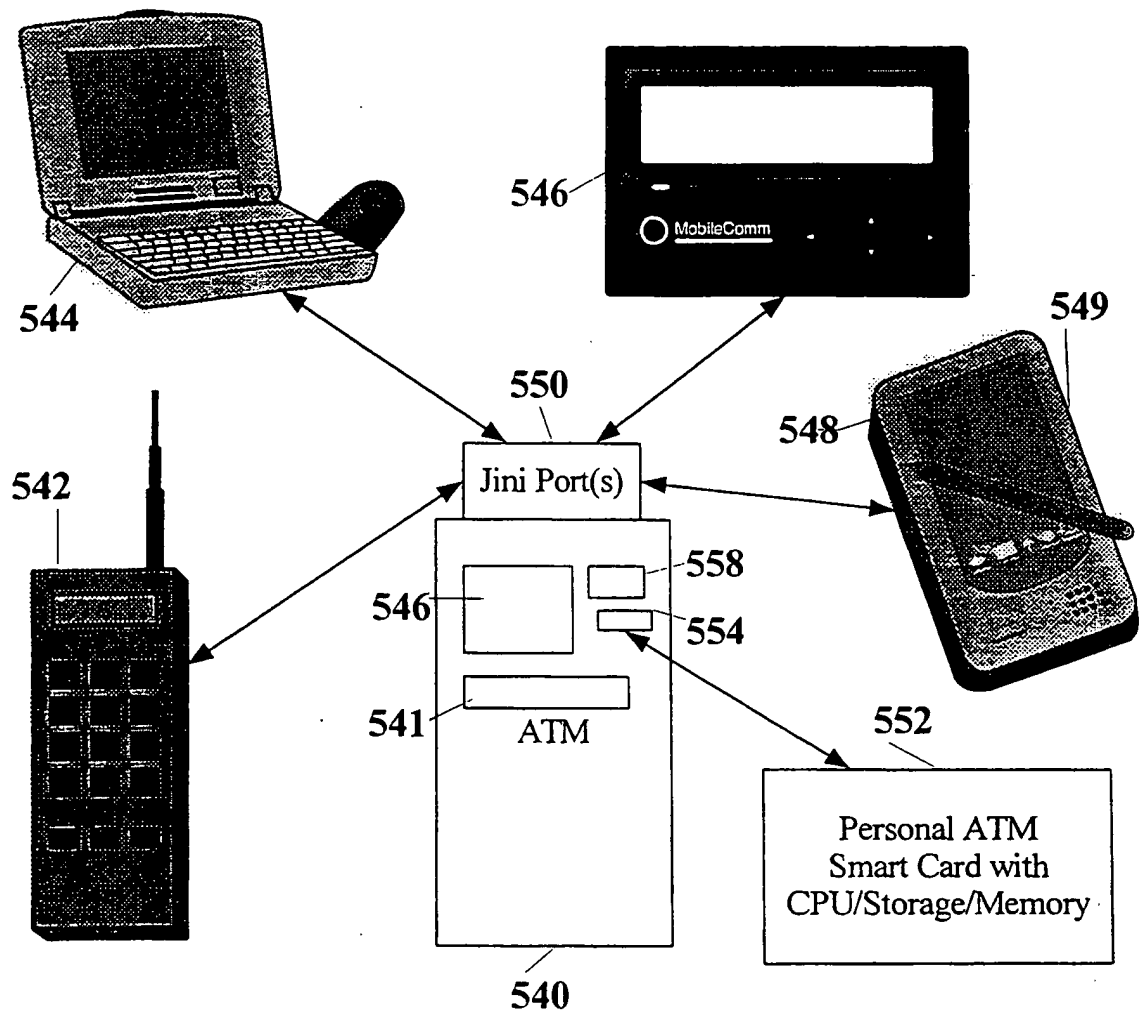 546
MobileComm
544
549
550
548
542
Jini Port(s)
558
546
554
541
ATM
552
Personal ATM
Smart Card with
CPU/Storage/Memory
540